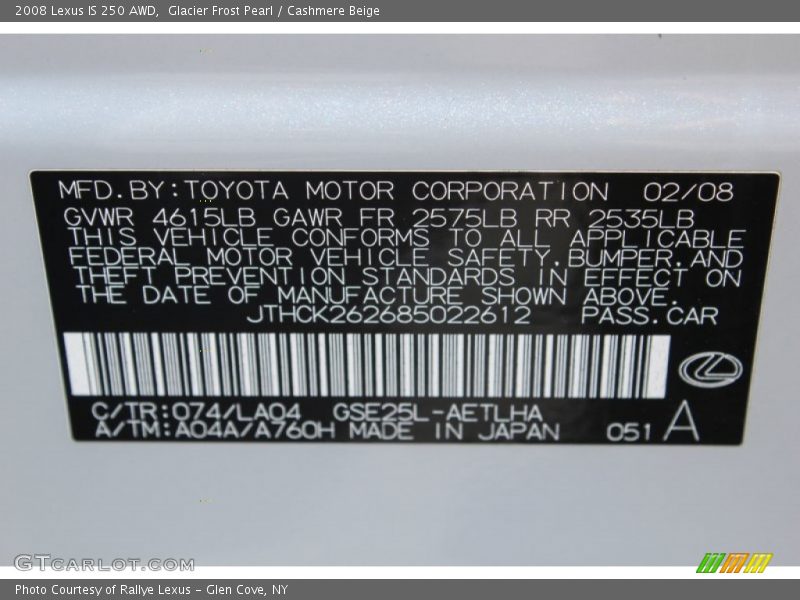 2008 Lexus IS 250 AWD,  Glacier Frost Pearl / Cashmere Beige
MFD.BY:TOYOTA MOTOR CORPORATION 02/08
GVWR 4615LB GAWR FR 2575LB RR 2535LB
THIS VEHICLE CONFORMS TO ALL APPLICABLE
FEDERAL MOTOR VEHICLE SAFETY,BUMPER,AND
THEFT PREVENTION STANDARDS IN EFFECT ON
THE DATE OF MANUFACTURE SHOWN ABOVE.
JTHCK262685022612 PASS.CAR
C/TR:074/LA04 GSE25L-AETLHA
A/TM:A04A/A760H MADE IN JAPAN 051 A
GTCARLOT.COM
Photo Courtesy of Rallye Lexus - Glen Cove, NY